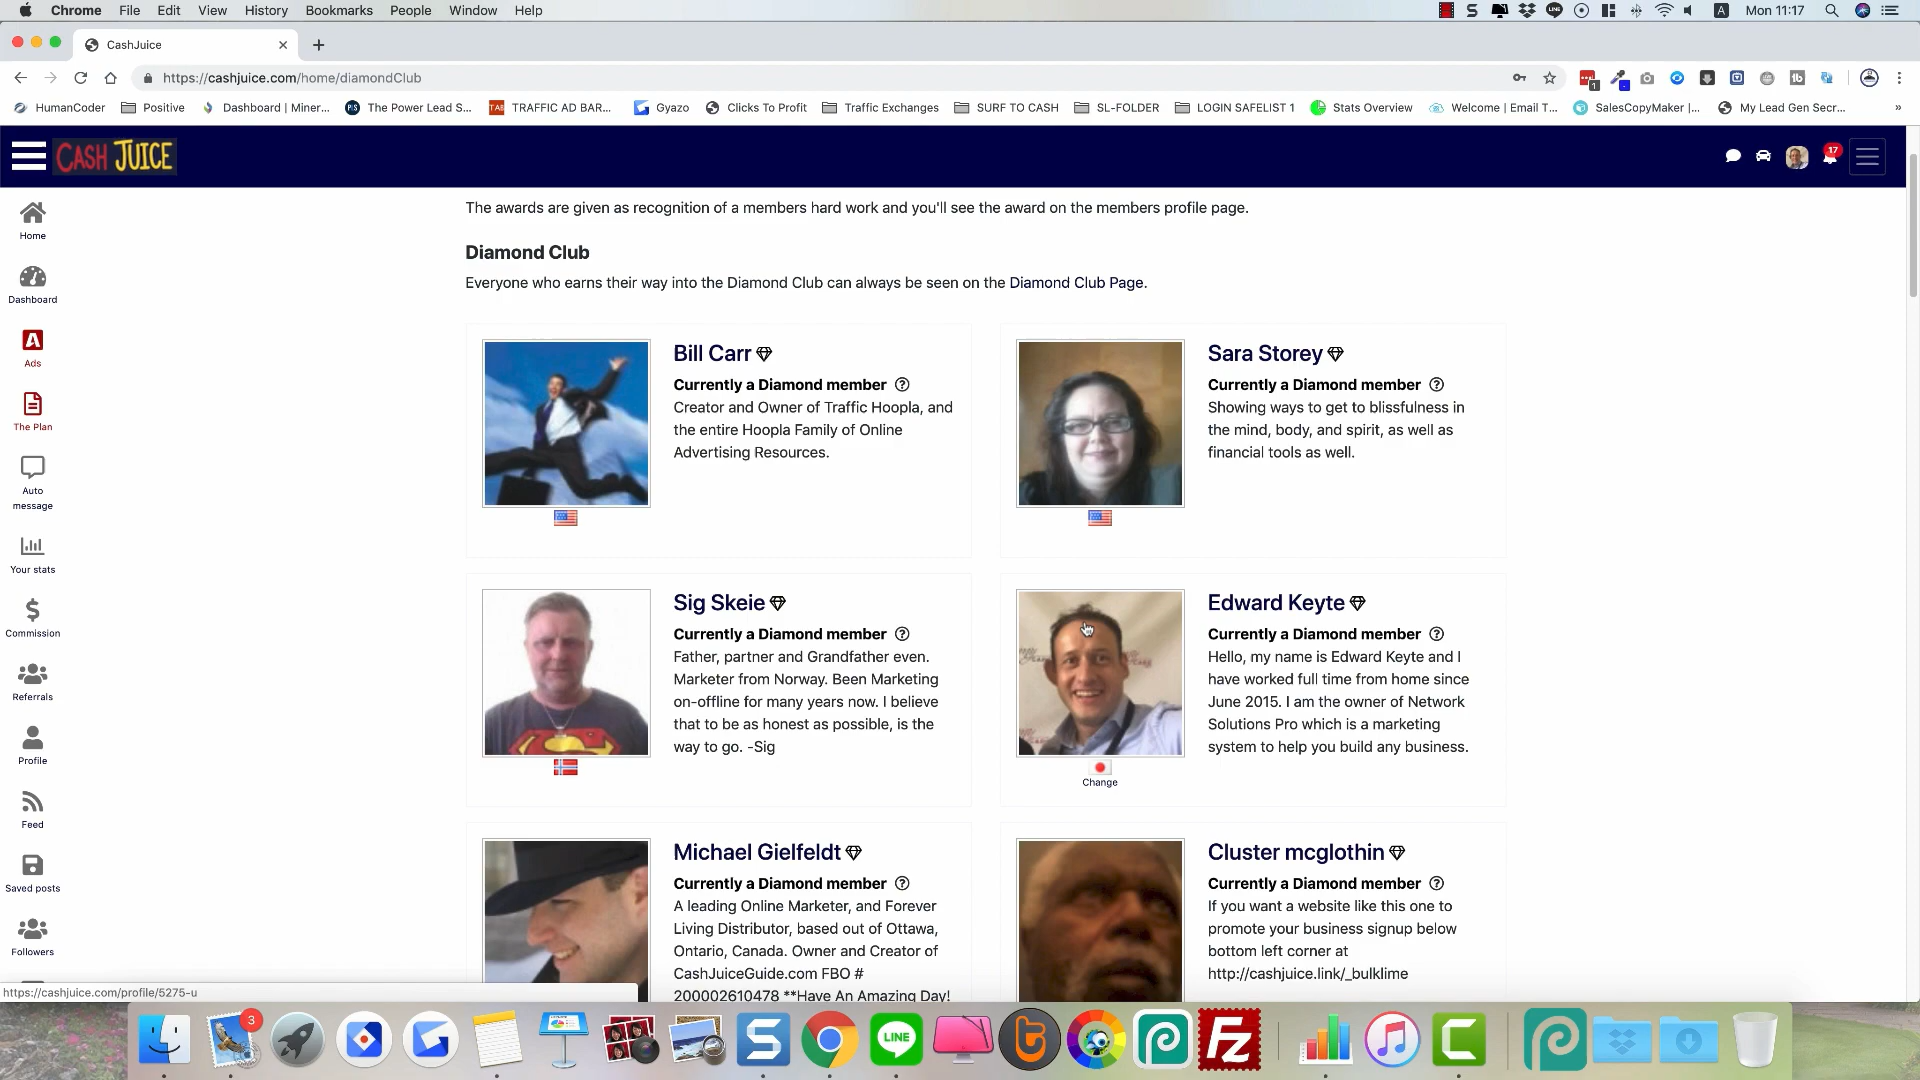 Chrome File Edit View History Bookmarks People Window Help Mon 11:17
CashJuice
https://cashjuice.com/home/diamondClub
HumanCoder Positive Dashboard | Miner... The Power Lead S... TRAFFIC AD BAR... Gyazo Clicks To Profit Traffic Exchanges SURF TO CASH SL-FOLDER LOGIN SAFELIST 1 Stats Overview Welcome | Email T... SalesCopyMaker |... My Lead Gen Secr... »
CASH JUICE
17
Home
Dashboard
Ads
The Plan
Auto
message
Your stats
Commission
Referrals
Profile
Feed
Saved posts
Followers
The awards are given as recognition of a members hard work and you'll see the award on the members profile page.
Diamond Club
Everyone who earns their way into the Diamond Club can always be seen on the Diamond Club Page.
Bill Carr
Currently a Diamond member
Creator and Owner of Traffic Hoopla, and
the entire Hoopla Family of Online
Advertising Resources.
Sara Storey
Currently a Diamond member
Showing ways to get to blissfulness in
the mind, body, and spirit, as well as
financial tools as well.
Sig Skeie
Currently a Diamond member
Father, partner and Grandfather even.
Marketer from Norway. Been Marketing
on-offline for many years now. I believe
that to be as honest as possible, is the
way to go. -Sig
Edward Keyte
Currently a Diamond member
Hello, my name is Edward Keyte and I
have worked full time from home since
June 2015. I am the owner of Network
Solutions Pro which is a marketing
system to help you build any business.
Change
Michael Gielfeldt
Currently a Diamond member
A leading Online Marketer, and Forever
Living Distributor, based out of Ottawa,
Ontario, Canada. Owner and Creator of
CashJuiceGuide.com FBO #
200002610478 **Have An Amazing Day!
Cluster mcglothin
Currently a Diamond member
If you want a website like this one to
promote your business signup below
bottom left corner at
http://cashjuice.link/_bulklime
https://cashjuice.com/profile/5275-u
3
LINE